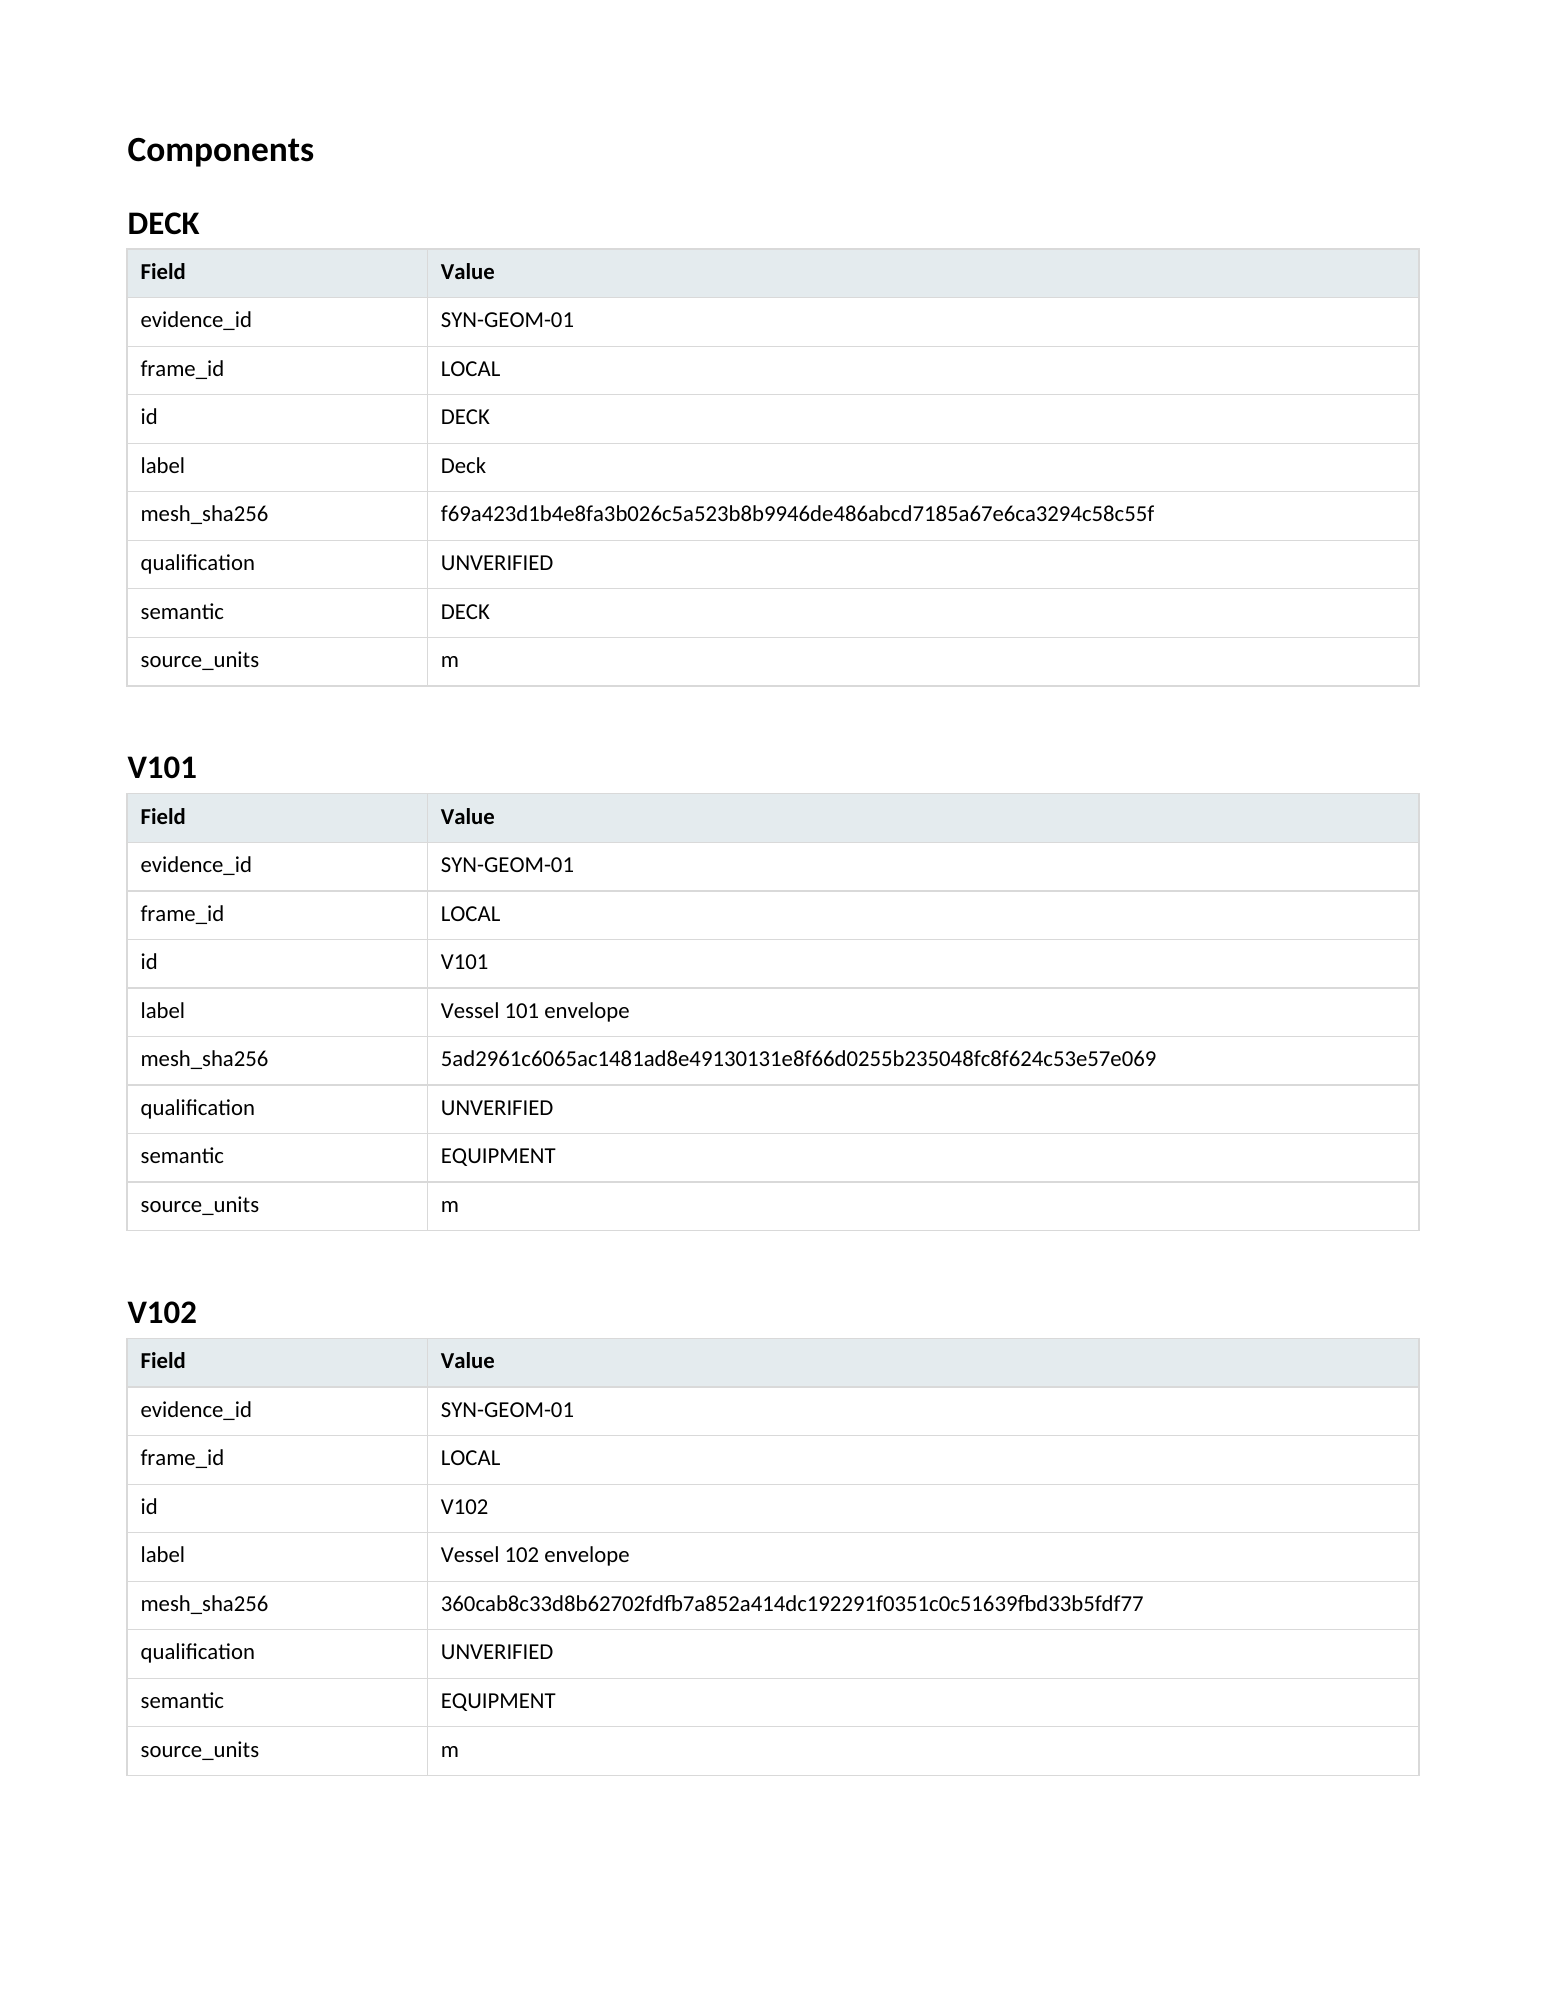 Components
DECK
Field Value
evidence_id SYN-GEOM-01
frame_id LOCAL
id DECK
label Deck
mesh_sha256 f69a423d1b4e8fa3b026c5a523b8b9946de486abcd7185a67e6ca3294c58c55f
qualification UNVERIFIED
semantic DECK
source_units m
V101
Field Value
evidence_id SYN-GEOM-01
frame_id LOCAL
id V101
label Vessel 101 envelope
mesh_sha256 5ad2961c6065ac1481ad8e49130131e8f66d0255b235048fc8f624c53e57e069
qualification UNVERIFIED
semantic EQUIPMENT
source_units m
V102
Field Value
evidence_id SYN-GEOM-01
frame_id LOCAL
id V102
label Vessel 102 envelope
mesh_sha256 360cab8c33d8b62702fdfb7a852a414dc192291f0351c0c51639fbd33b5fdf77
qualification UNVERIFIED
semantic EQUIPMENT
source_units m